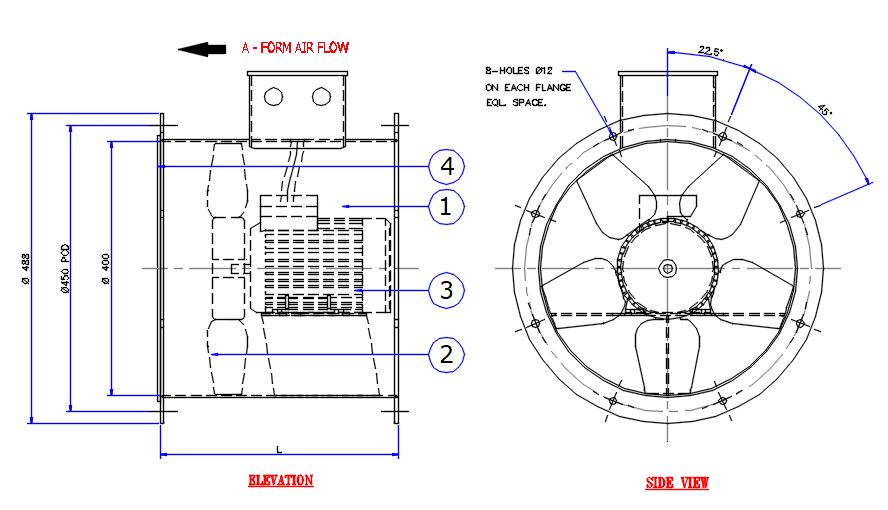 A - FORM AIR FLOW
22.5°
8-HOLES Ø12
ON EACH FLANGE
EQL. SPACE.
45°
4
1
Ø 488
Ø450 PCD
Ø 400
3
2
L
ELEVATION
SIDE VIEW